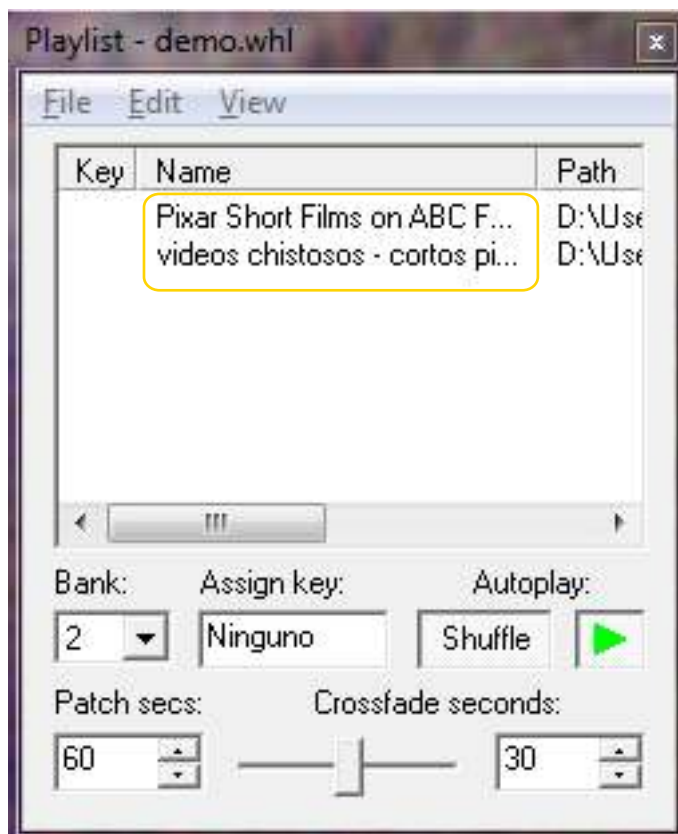 Playlist - demo.whl
File Edit View
Key Name Path
Pixar Short Films on ABC F... D:\Use
videos chistosos - cortos pi... D:\Use
Bank: Assign key: Autoplay:
2 Ninguno Shuffle
Patch secs: Crossfade seconds:
60 30